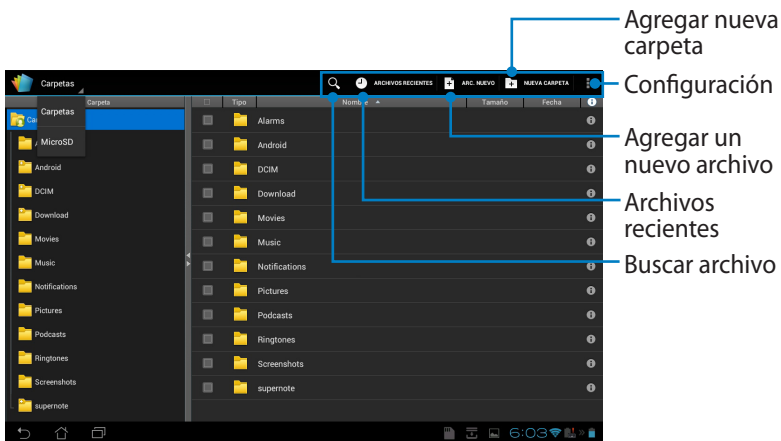 Agregar nueva
carpeta
Carpetas
ARCHIVOS RECIENTES
ARC. NUEVO
NUEVA CARPETA
Configuración
Carpeta
Tipo
Nombre
Tamaño
Fecha
Carpetas
MicroSD
Android
DCIM
Download
Movies
Music
Notifications
Pictures
Podcasts
Ringtones
Screenshots
supernote
Alarms
Android
DCIM
Download
Movies
Music
Notifications
Pictures
Podcasts
Ringtones
Screenshots
supernote
Agregar un
nuevo archivo
Archivos
recientes
Buscar archivo
6:03